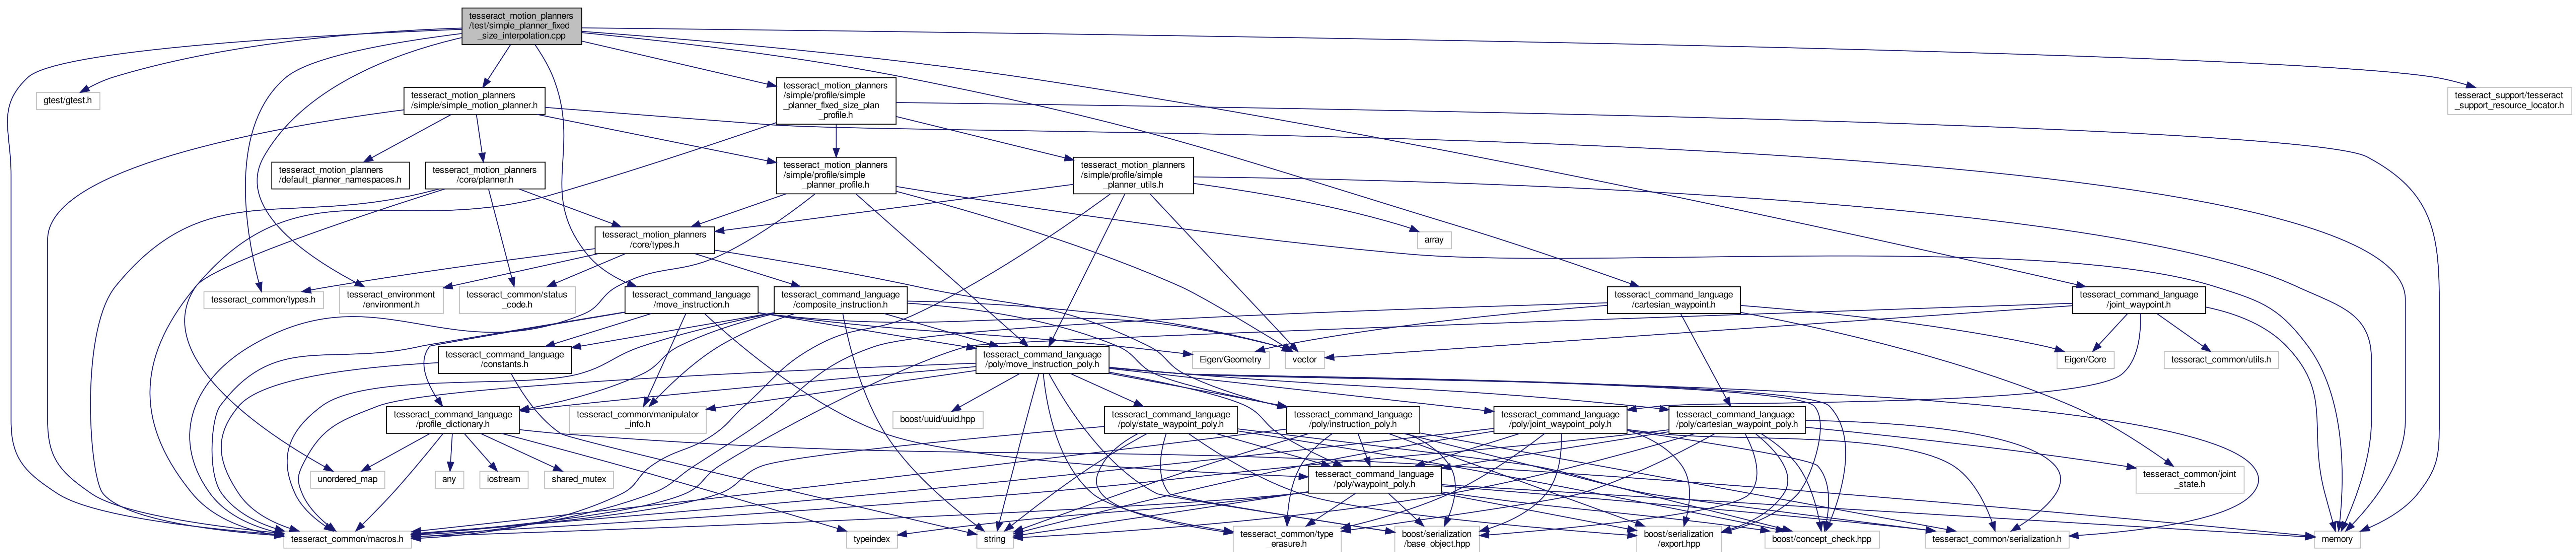 tesseract_motion_planners
/test/simple_planner_fixed
_size_interpolation.cpp
gtest/gtest.h
tesseract_motion_planners
/simple/simple_motion_planner.h
tesseract_motion_planners
/simple/profile/simple
_planner_fixed_size_plan
_profile.h
tesseract_support/tesseract
_support_resource_locator.h
tesseract_motion_planners
/default_planner_namespaces.h
tesseract_motion_planners
/core/planner.h
tesseract_motion_planners
/simple/profile/simple
_planner_profile.h
tesseract_motion_planners
/simple/profile/simple
_planner_utils.h
tesseract_motion_planners
/core/types.h
array
tesseract_common/types.h
tesseract_environment
/environment.h
tesseract_common/status
_code.h
tesseract_command_language
/move_instruction.h
tesseract_command_language
/composite_instruction.h
tesseract_command_language
/cartesian_waypoint.h
tesseract_command_language
/joint_waypoint.h
tesseract_command_language
/constants.h
tesseract_command_language
/poly/move_instruction_poly.h
Eigen/Geometry
vector
Eigen/Core
tesseract_common/utils.h
tesseract_command_language
/profile_dictionary.h
tesseract_common/manipulator
_info.h
boost/uuid/uuid.hpp
tesseract_command_language
/poly/state_waypoint_poly.h
tesseract_command_language
/poly/instruction_poly.h
tesseract_command_language
/poly/joint_waypoint_poly.h
tesseract_command_language
/poly/cartesian_waypoint_poly.h
unordered_map
any
iostream
shared_mutex
tesseract_command_language
/poly/waypoint_poly.h
tesseract_common/joint
_state.h
tesseract_common/macros.h
typeindex
string
tesseract_common/type
_erasure.h
boost/serialization
/base_object.hpp
boost/serialization
/export.hpp
boost/concept_check.hpp
tesseract_common/serialization.h
memory